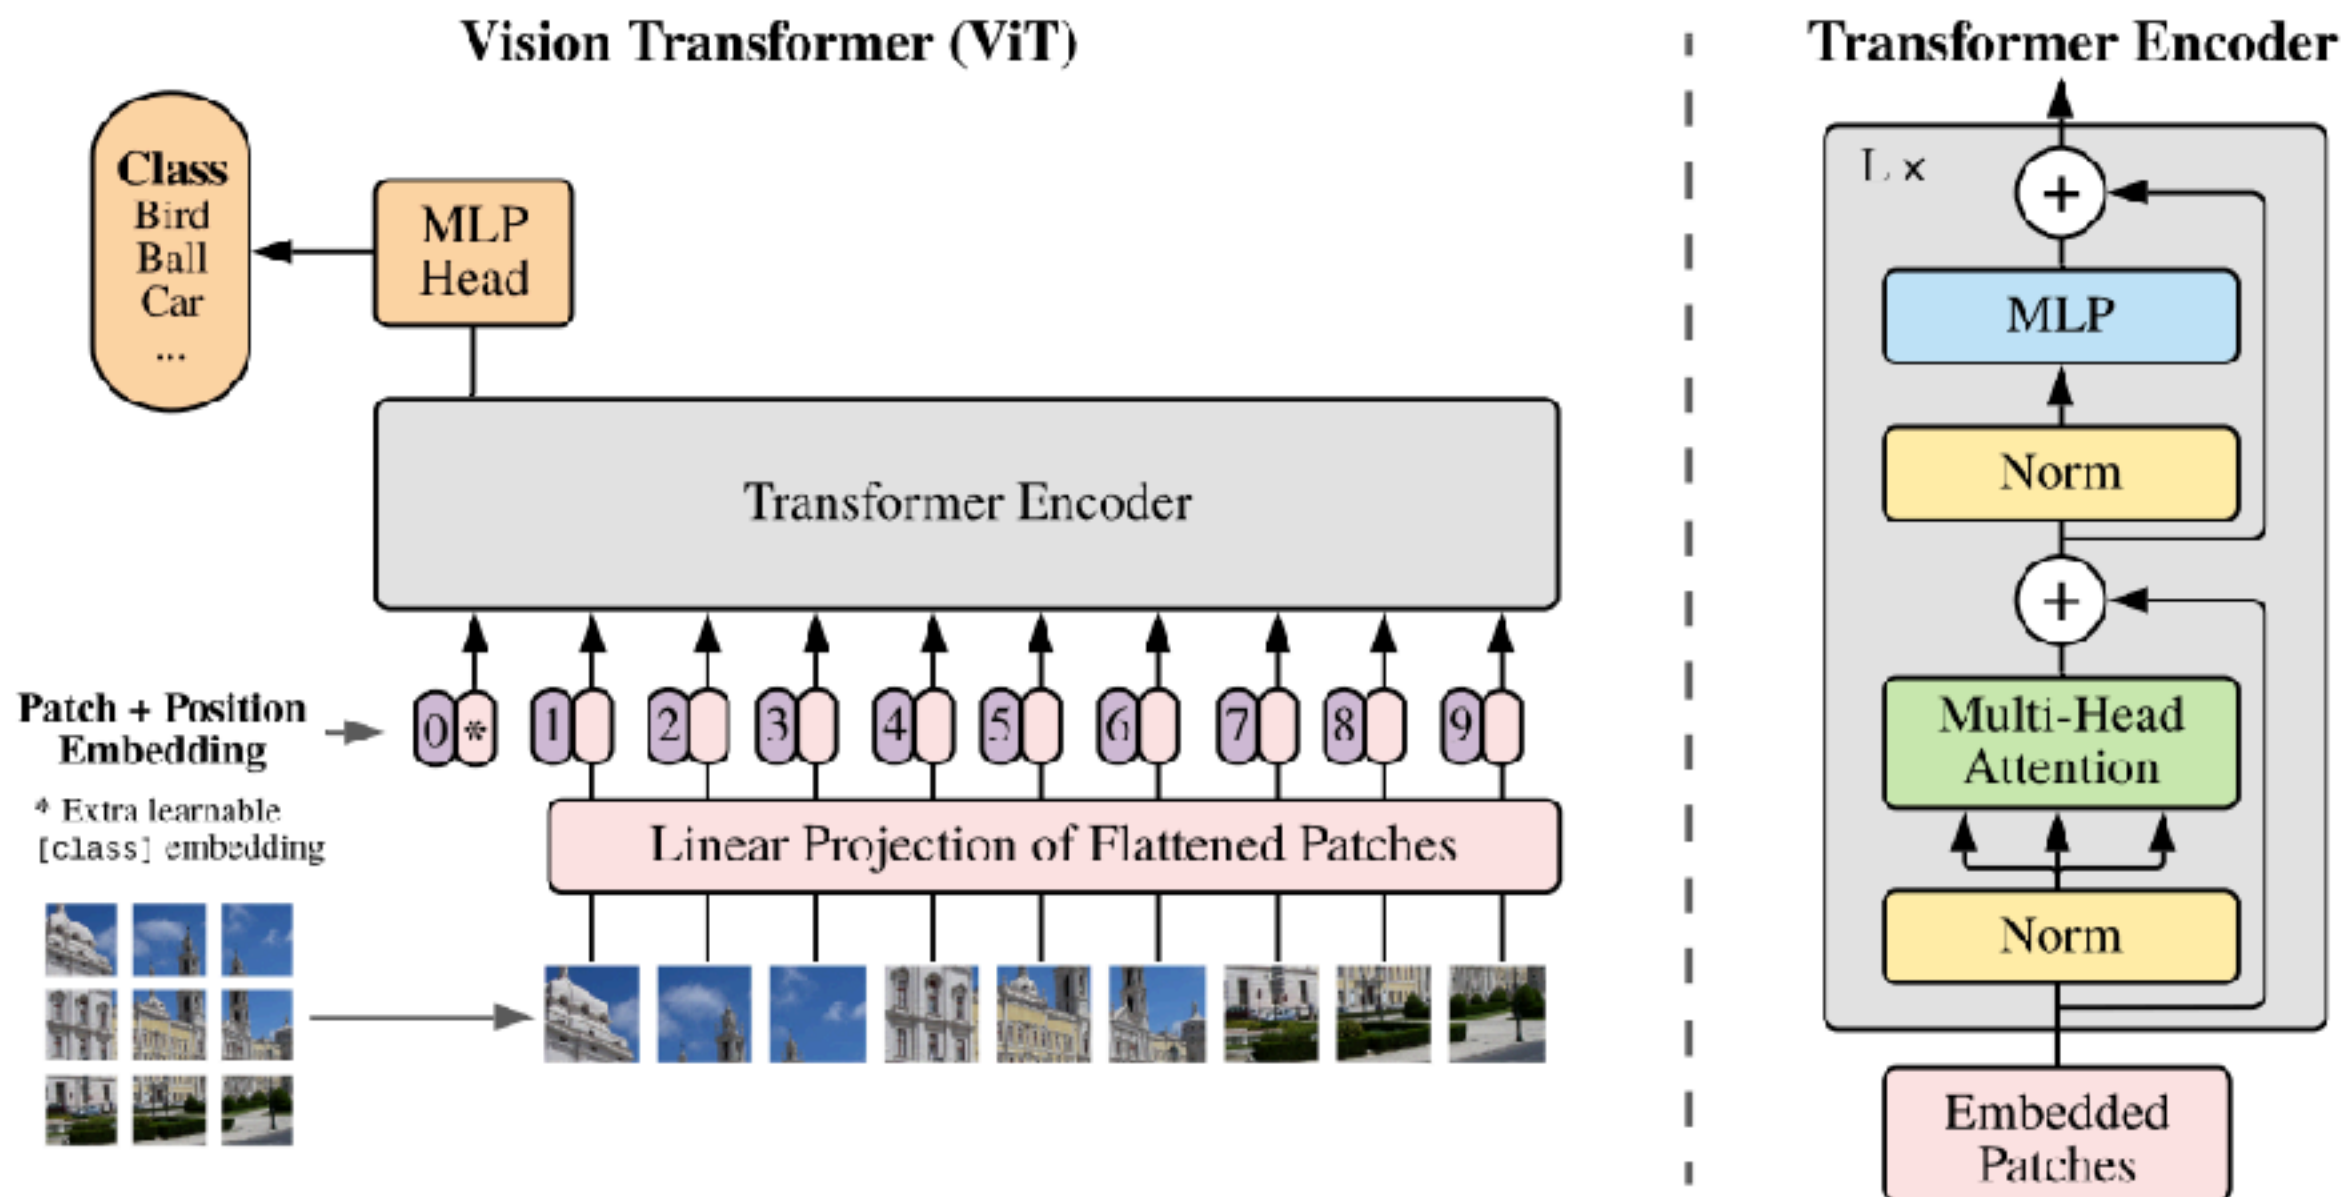 Vision Transformer (ViT)
Class
Bird
Ball
Car
...
MLP
Head
Transformer Encoder
Patch + Position
Embedding
0 * 1 2 3 4 5 6 7 8 9
* Extra learnable
[class] embedding
Linear Projection of Flattened Patches
Transformer Encoder
L x
+
MLP
Norm
+
Multi-Head
Attention
Norm
Embedded
Patches